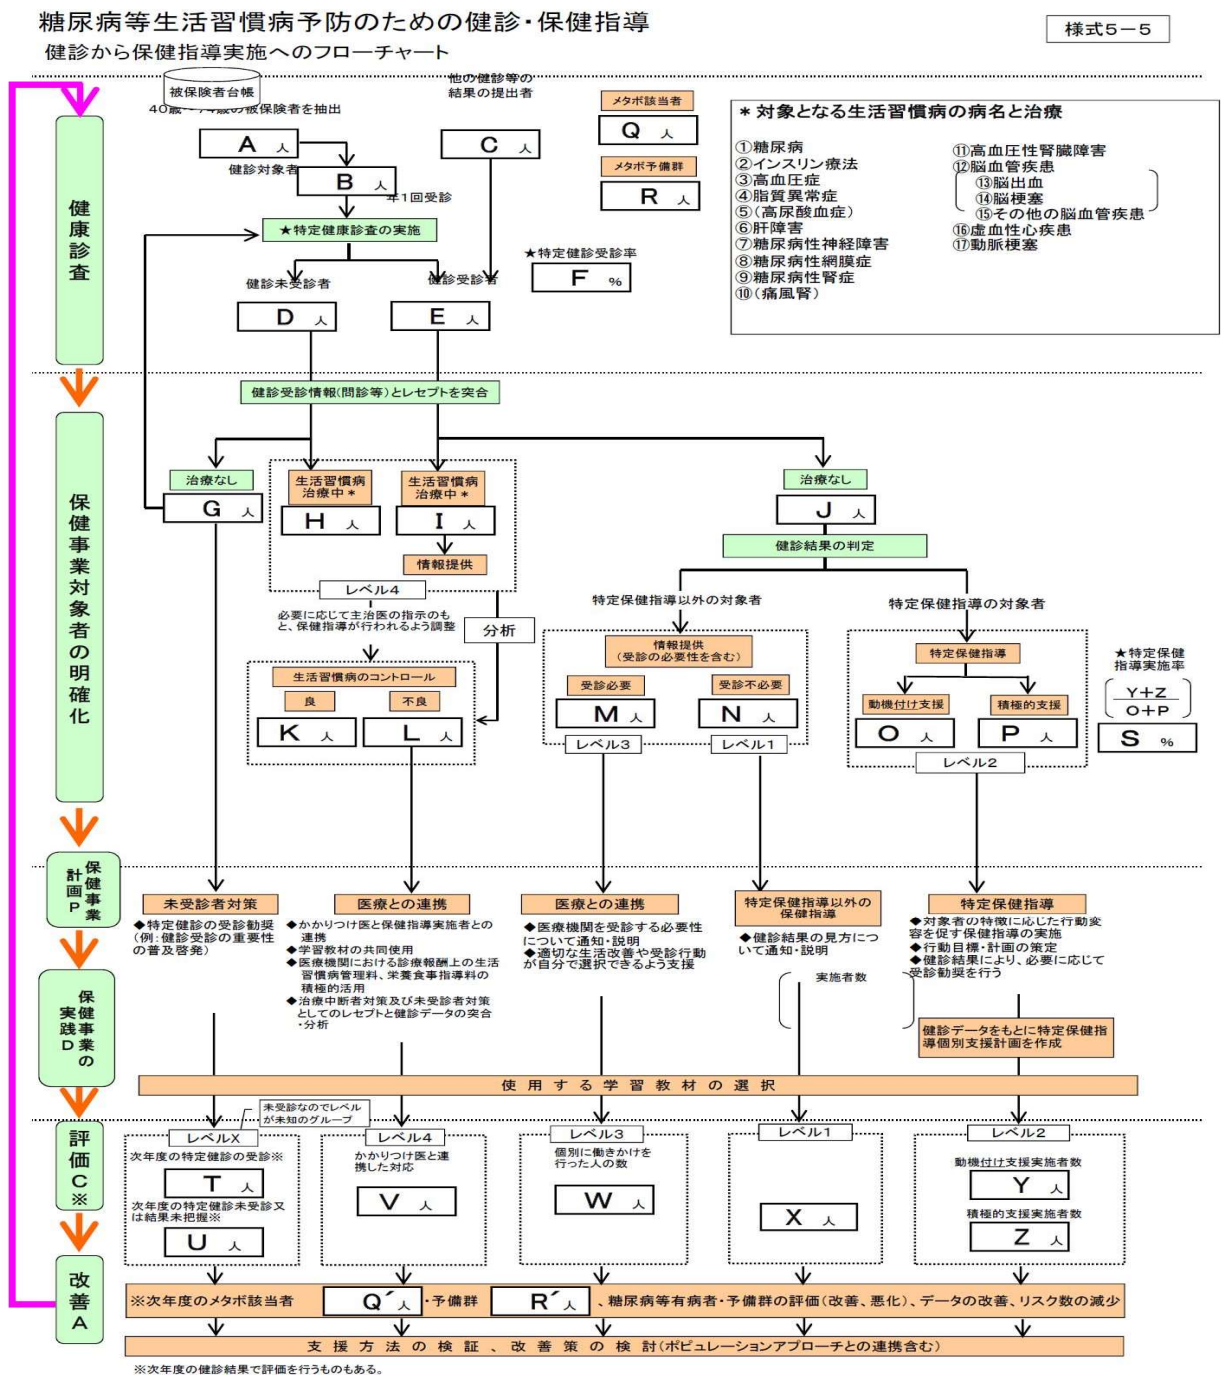 糖尿病等生活習慣病予防のための健診・保健指導
様式5－5
健診から保健指導実施へのフローチャート
被保険者台帳
40歳～74歳の被保険者を抽出
他の健診等の
結果の提出者
A 人
健診対象者
B 人
年1回受診
C 人
メタボ該当者
Q 人
メタボ予備群
R 人
★特定健康診査の実施
★特定健診受診率
F %
健診未受診者
D 人
健診受診者
E 人
＊対象となる生活習慣病の病名と治療
①糖尿病
②インスリン療法
③高血圧症
④脂質異常症
⑤(高尿酸血症)
⑥肝障害
⑦糖尿病性神経障害
⑧糖尿病性網膜症
⑨糖尿病性腎症
⑩(痛風腎)
⑪高血圧性腎臓障害
⑫脳血管疾患
⑬脳出血
⑭脳梗塞
⑮その他の脳血管疾患
⑯虚血性心疾患
⑰動脈梗塞
健康診査
健診受診情報(問診等)とレセプトを突合
保健事業対象者の明確化
治療なし
G 人
生活習慣病
治療中＊
H 人
生活習慣病
治療中＊
I 人
情報提供
レベル4
必要に応じて主治医の指示のも
と、保健指導が行われるよう調整
分析
生活習慣病のコントロール
良
K 人
不良
L 人
治療なし
J 人
健診結果の判定
特定保健指導以外の対象者
情報提供
(受診の必要性を含む)
受診必要
M 人
レベル3
受診不必要
N 人
レベル1
特定保健指導の対象者
特定保健指導
動機付け支援
O 人
積極的支援
P 人
レベル2
★特定保健
指導実施率
Y＋Z
O＋P
S %
保健事業
計画P
未受診者対策
◆特定健診の受診勧奨
(例:健診受診の重要性
の普及啓発)
医療との連携
◆かかりつけ医と保健指導実施者との
連携
◆学習教材の共同使用
◆医療機関における診療報酬上の生活
習慣病管理料、栄養食事指導料の
積極的活用
◆治療中断者対策及び未受診者対策
としてのレセプトと健診データの突合
・分析
医療との連携
◆医療機関を受診する必要性
について通知・説明
◆適切な生活改善や受診行動
が自分で選択できるよう支援
特定保健指導以外の
保健指導
◆健診結果の見方につ
いて通知・説明
実施者数
特定保健指導
◆対象者の特徴に応じた行動変
容を促す保健指導の実施
◆行動目標・計画の策定
◆健診結果により、必要に応じて
受診勧奨を行う
健診データをもとに特定保健指
導個別支援計画を作成
保健事業の
実践D
使用する学習教材の選択
評価C※
未受診なのでレベル
が未知のグループ
レベルX
次年度の特定健診の受診※
T 人
次年度の特定健診未受診又
は結果未把握※
U 人
レベル4
かかりつけ医と連
携した対応
V 人
レベル3
個別に働きかけを
行った人の数
W 人
レベル1
X 人
レベル2
動機付け支援実施者数
Y 人
積極的支援実施者数
Z 人
改善A
※次年度のメタボ該当者 Q´人 ・予備群 R´人 、糖尿病等有病者・予備群の評価(改善、悪化)、データの改善、リスク数の減少
支援方法の検証、改善策の検討(ポピュレーションアプローチとの連携含む)
※次年度の健診結果で評価を行うものもある。